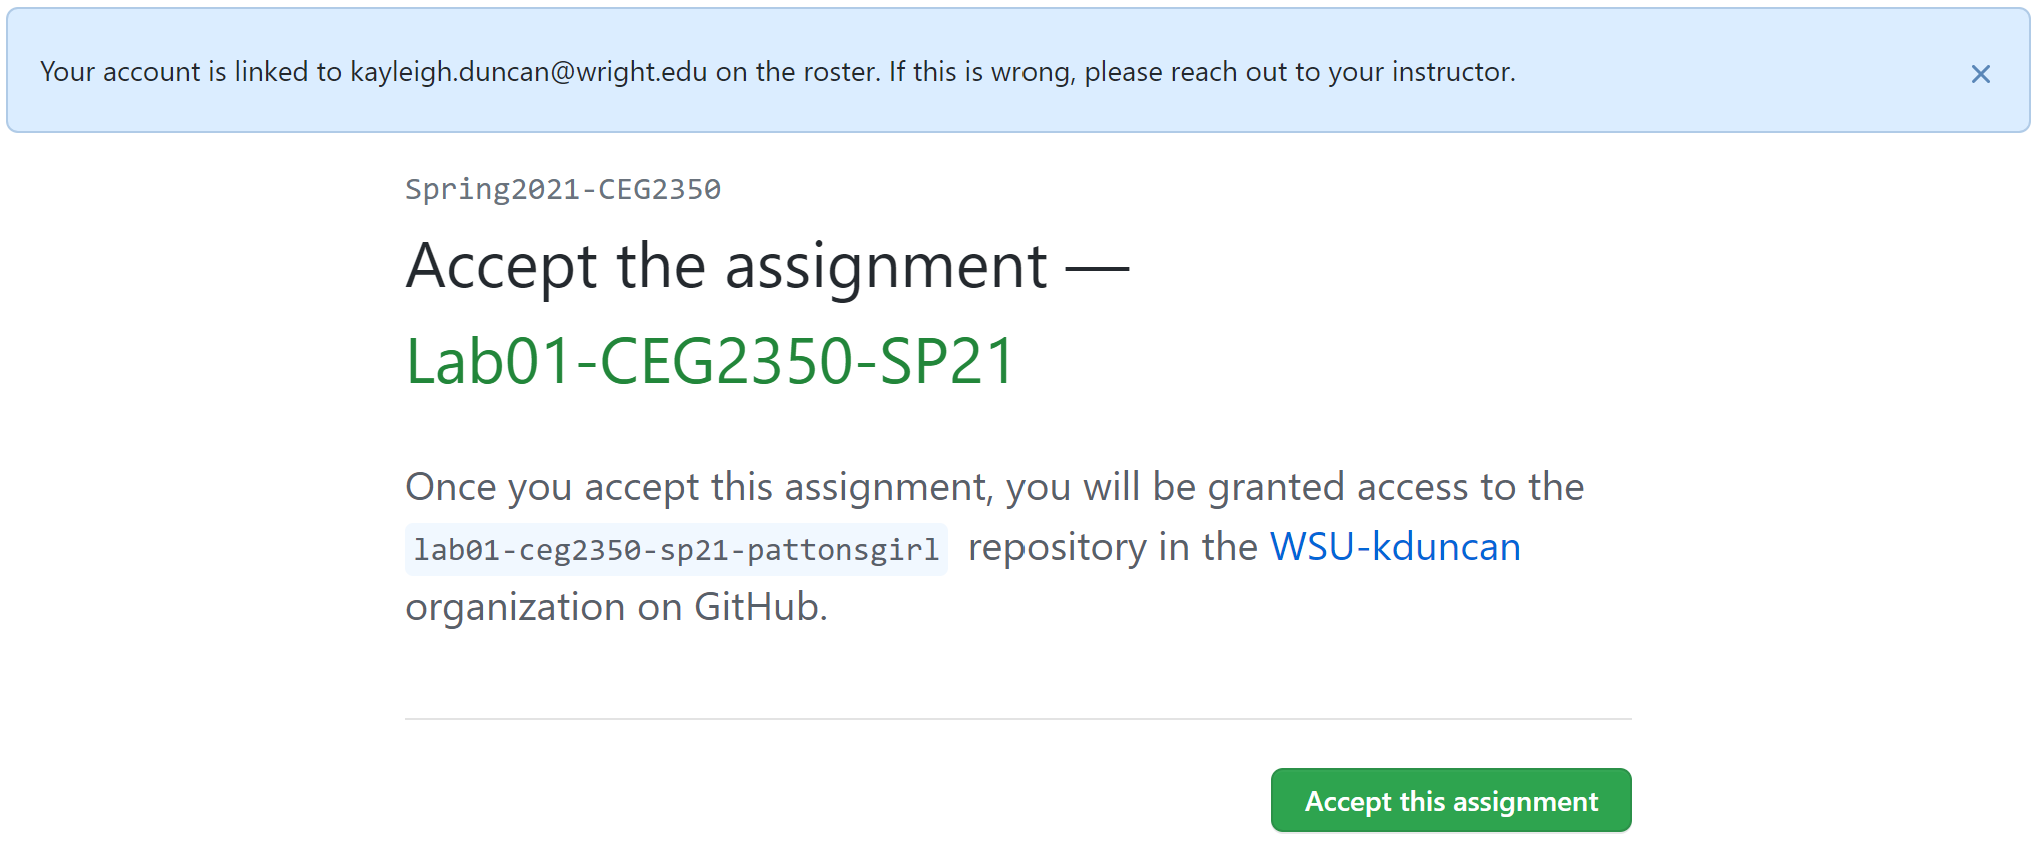 Your account is linked to kayleigh.duncan@wright.edu on the roster. If this is wrong, please reach out to your instructor.
Spring2021-CEG2350
Accept the assignment —
Lab01-CEG2350-SP21
Once you accept this assignment, you will be granted access to the
lab01-ceg2350-sp21-pattonsgirl repository in the WSU-kduncan
organization on GitHub.
Accept this assignment